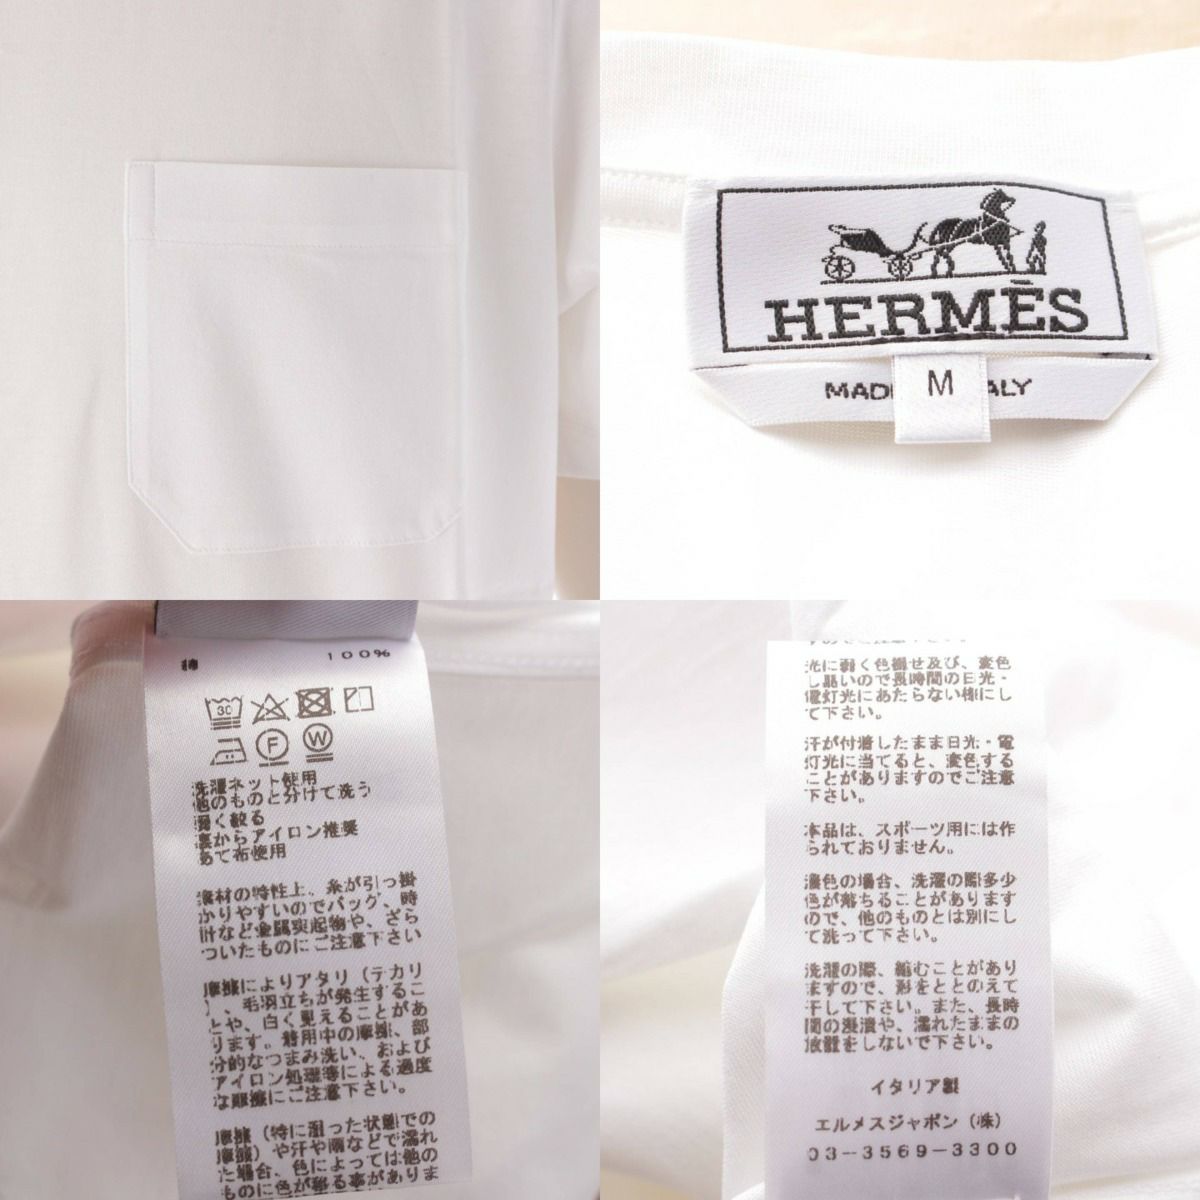 HERMÈS
M
綿 100%
30
F
W
洗濯ネット使用
他のものと分けて洗う
弱く絞る
裏からアイロン推奨
あて布使用
素材の特性上、糸が引っ掛
かりやすいのでバッグ、時
計など金属突起物や、ざら
ついたものにご注意下さい
摩擦によりアタリ（テカリ
）、毛羽立ちが発生するこ
とや、白く見えることがあ
ります。着用中の摩擦、部
分的なつまみ洗い、および
アイロン処理等による過度
な摩擦にご注意下さい。
摩擦（特に湿った状態での
摩擦）や汗や雨などで濡れ
た場合、色によっては他の
ものに色が移る事がありま
光に弱く色褪せ及び、変色
し易いので長時間の日光・
電灯光にあたらない様にし
て下さい。
汗が付着したまま日光・電
灯光に当てると、変色する
ことがありますのでご注意
下さい。
本品は、スポーツ用には作
られておりません。
濃色の場合、洗濯の際多少
色が落ちることがあります
ので、他のものとは別にし
て洗って下さい。
洗濯の際、縮むことがあり
ますので、形をととのえて
干して下さい。また、長時
間の浸漬や、濡れたままの
放置をしないで下さい。
イタリア製
エルメスジャポン（株）
03-3569-3300